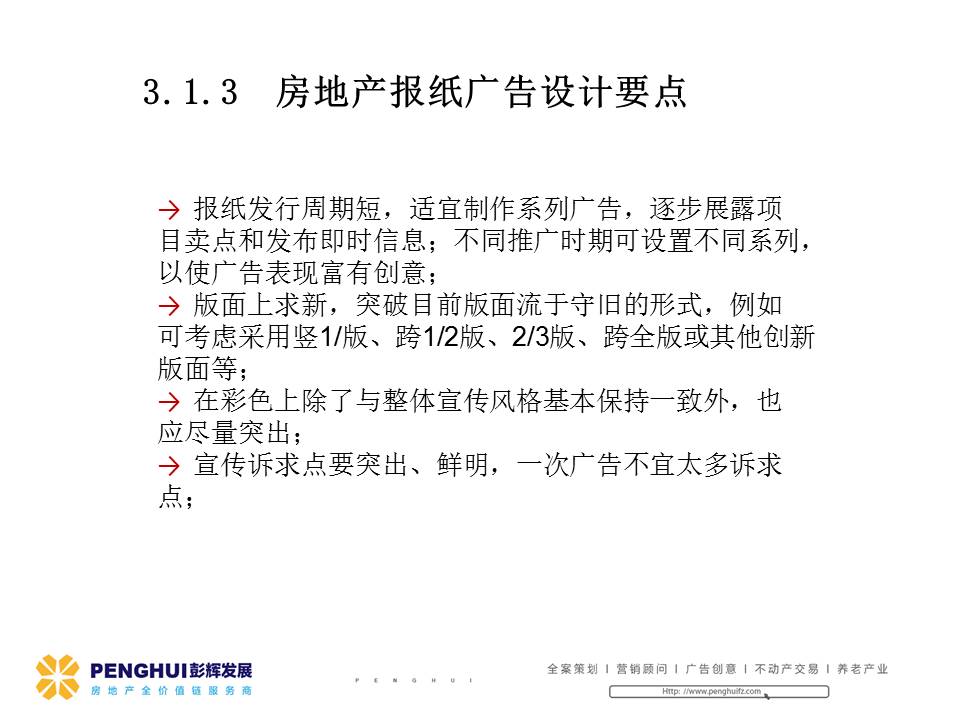 3.1.3 房地产报纸广告设计要点
→ 报纸发行周期短，适宜制作系列广告，逐步展露项
目卖点和发布即时信息；不同推广时期可设置不同系列，
以使广告表现富有创意；
→ 版面上求新，突破目前版面流于守旧的形式，例如
可考虑采用竖1/版、跨1/2版、2/3版、跨全版或其他创新
版面等；
→ 在彩色上除了与整体宣传风格基本保持一致外，也
应尽量突出；
→ 宣传诉求点要突出、鲜明，一次广告不宜太多诉求
点；
PENGHUI彭辉发展
房地产全价值链服务商
PENGHUI
全案策划 | 营销顾问 | 广告创意 | 不动产交易 | 养老产业
Http: //www.penghuifz.com